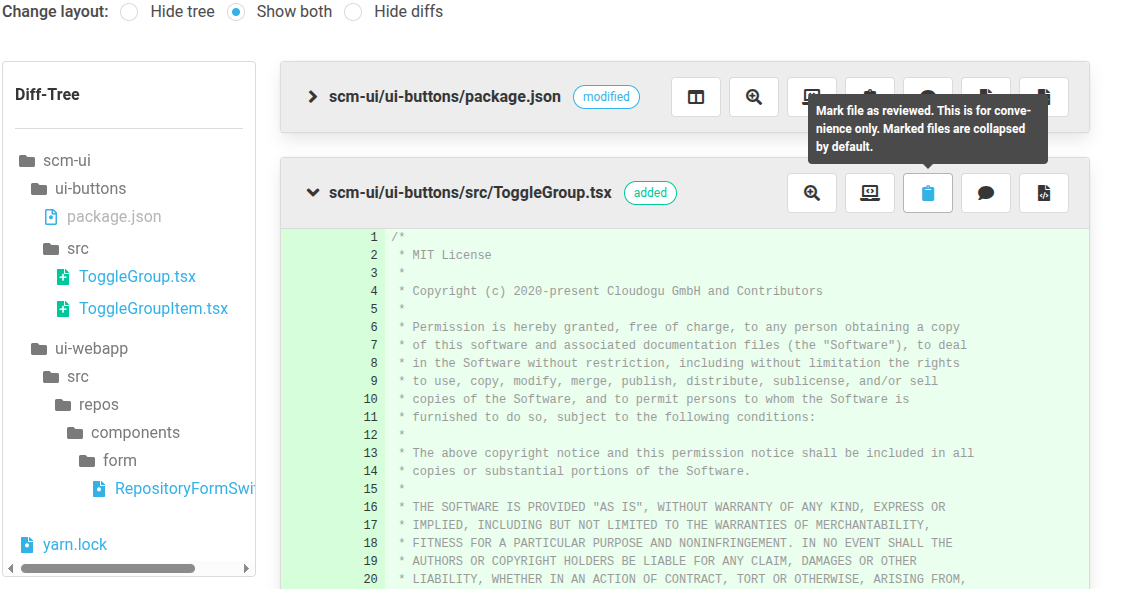 Change layout: Hide tree Show both Hide diffs
Diff-Tree
scm-ui
ui-buttons
package.json
src
ToggleGroup.tsx
ToggleGroupItem.tsx
ui-webapp
src
repos
components
form
RepositoryFormSwi
yarn.lock
scm-ui/ui-buttons/package.json modified
Mark file as reviewed. This is for conve-
nience only. Marked files are collapsed
by default.
scm-ui/ui-buttons/src/ToggleGroup.tsx added
1 /*
2 * MIT License
3 *
4 * Copyright (c) 2020-present Cloudogu GmbH and Contributors
5 *
6 * Permission is hereby granted, free of charge, to any person obtaining a copy
7 * of this software and associated documentation files (the "Software"), to deal
8 * in the Software without restriction, including without limitation the rights
9 * to use, copy, modify, merge, publish, distribute, sublicense, and/or sell
10 * copies of the Software, and to permit persons to whom the Software is
11 * furnished to do so, subject to the following conditions:
12 *
13 * The above copyright notice and this permission notice shall be included in all
14 * copies or substantial portions of the Software.
15 *
16 * THE SOFTWARE IS PROVIDED "AS IS", WITHOUT WARRANTY OF ANY KIND, EXPRESS OR
17 * IMPLIED, INCLUDING BUT NOT LIMITED TO THE WARRANTIES OF MERCHANTABILITY,
18 * FITNESS FOR A PARTICULAR PURPOSE AND NONINFRINGEMENT. IN NO EVENT SHALL THE
19 * AUTHORS OR COPYRIGHT HOLDERS BE LIABLE FOR ANY CLAIM, DAMAGES OR OTHER
20 * LIABILITY, WHETHER IN AN ACTION OF CONTRACT, TORT OR OTHERWISE, ARISING FROM,